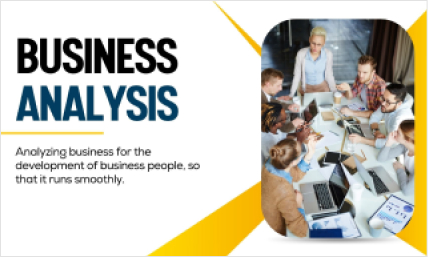 BUSINESS
ANALYSIS
Analyzing business for the
development of business people, so
that it runs smoothly.